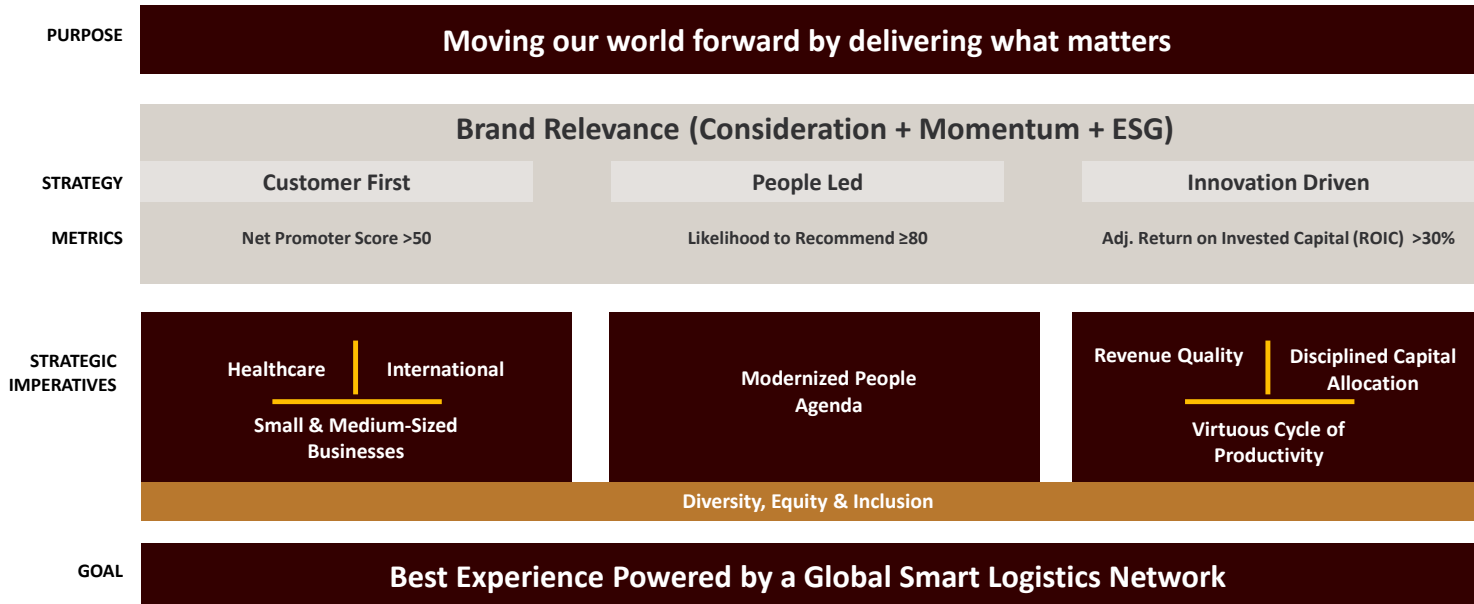 PURPOSE
Moving our world forward by delivering what matters
Brand Relevance (Consideration + Momentum + ESG)
STRATEGY
Customer First
People Led
Innovation Driven
METRICS
Net Promoter Score >50
Likelihood to Recommend ≥80
Adj. Return on Invested Capital (ROIC) >30%
STRATEGIC
IMPERATIVES
Healthcare
International
Small & Medium-Sized
Businesses
Modernized People
Agenda
Revenue Quality
Disciplined Capital
Allocation
Virtuous Cycle of
Productivity
Diversity, Equity & Inclusion
GOAL
Best Experience Powered by a Global Smart Logistics Network